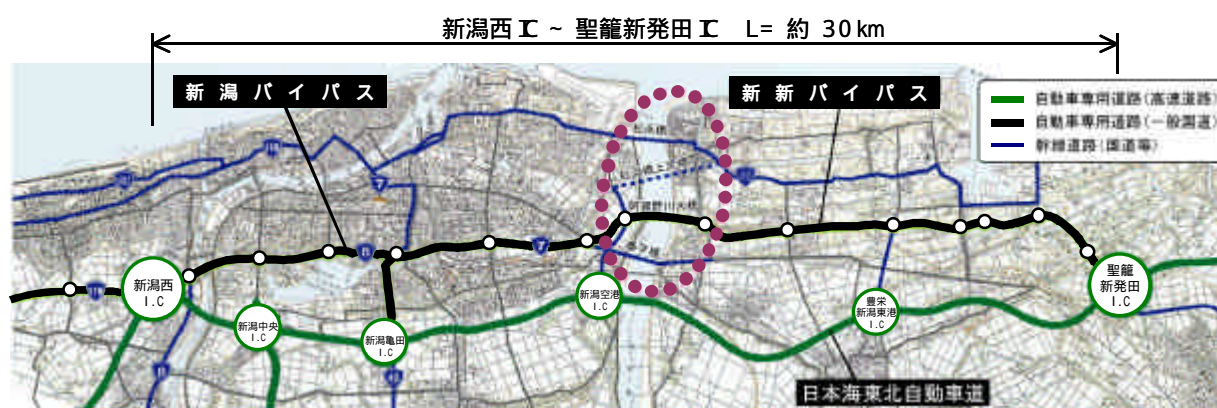 新潟西IC ~ 聖籠新発田IC L= 約 30km
新潟バイパス
新新バイパス
自動車専用道路(高速道路)
自動車専用道路(一般国道)
幹線道路(国道等)
阿賀野川大橋
7
7
新潟西
I.C
新潟中央
I.C
新潟亀田
I.C
新潟空港
I.C
豊栄
新潟東港
I.C
聖籠
新発田
I.C
日本海東北自動車道